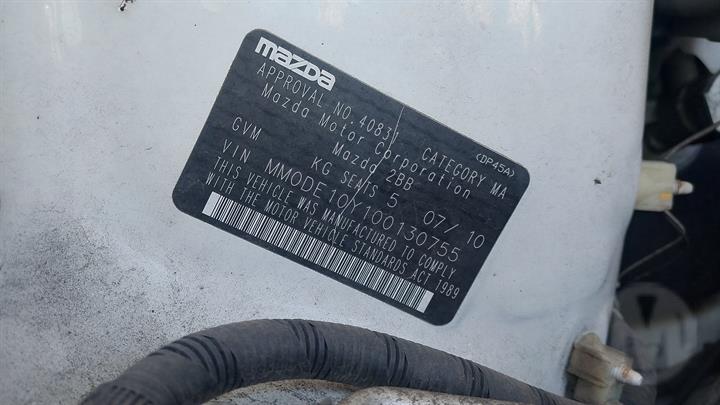 mazda
APPROVAL NO. 40837 CATEGORY MA (DP45A)
Mazda Motor Corporation
Mazda 2BB
GVM KG SEATS 5 07/10
VIN MMODE10Y100130755
THIS VEHICLE WAS MANUFACTURED TO COMPLY
WITH THE MOTOR VEHICLE STANDARDS ACT 1989